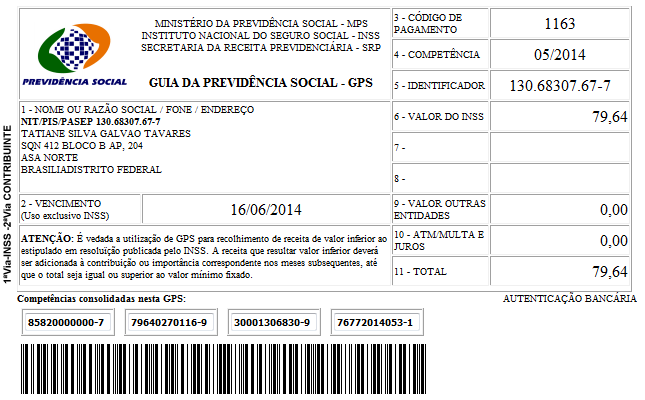 PREVIDÊNCIA SOCIAL
MINISTÉRIO DA PREVIDÊNCIA SOCIAL - MPS
INSTITUTO NACIONAL DO SEGURO SOCIAL - INSS
SECRETARIA DA RECEITA PREVIDENCIÁRIA - SRP
GUIA DA PREVIDÊNCIA SOCIAL - GPS
3 - CÓDIGO DE
PAGAMENTO
1163
4 - COMPETÊNCIA
05/2014
5 - IDENTIFICADOR
130.68307.67-7
1 - NOME OU RAZÃO SOCIAL / FONE / ENDEREÇO
NIT/PIS/PASEP 130.68307.67-7
TATIANE SILVA GALVAO TAVARES
SQN 412 BLOCO B AP, 204
ASA NORTE
BRASILIADISTRITO FEDERAL
6 - VALOR DO INSS
79,64
7 -
8 -
2 - VENCIMENTO
(Uso exclusivo INSS)
16/06/2014
9 - VALOR OUTRAS
ENTIDADES
0,00
ATENÇÃO: É vedada a utilização de GPS para recolhimento de receita de valor inferior ao
estipulado em resolução publicada pelo INSS. A receita que resultar valor inferior deverá
ser adicionada à contribuição ou importância correspondente nos meses subsequentes, até
que o total seja igual ou superior ao valor mínimo fixado.
10 - ATM/MULTA E
JUROS
0,00
11 - TOTAL
79,64
1ªVia-INSS -2ªVia CONTRIBUINTE
Competências consolidadas nesta GPS:
AUTENTICAÇÃO BANCÁRIA
85820000000-7
79640270116-9
30001306830-9
76772014053-1